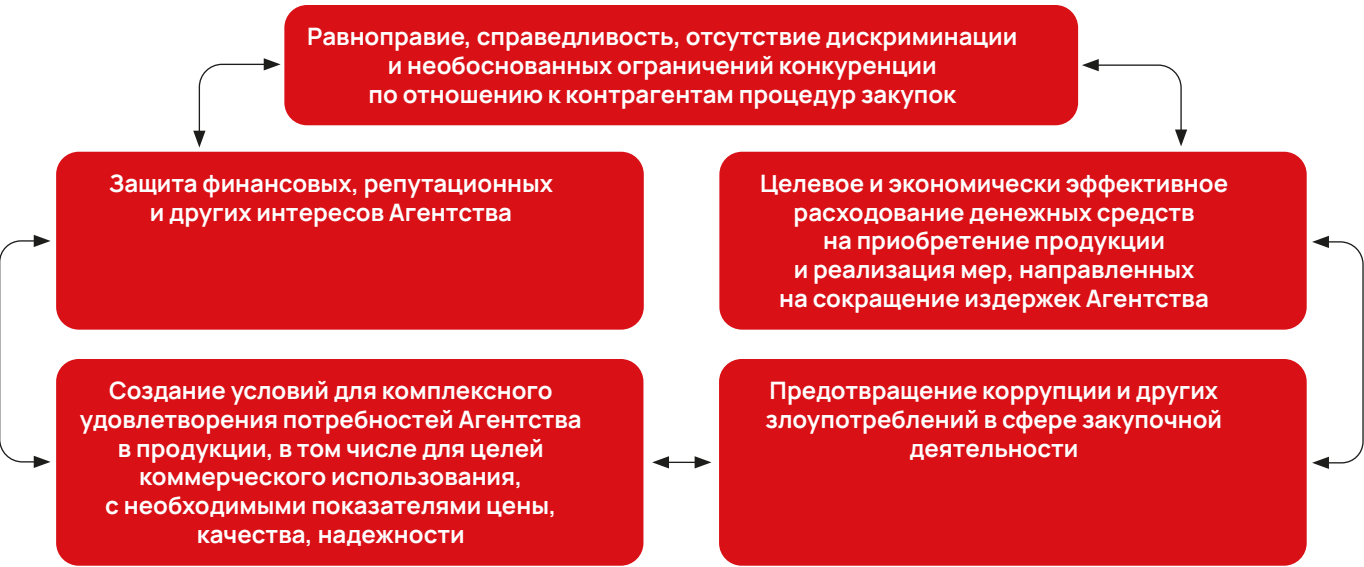 Равноправие, справедливость, отсутствие дискриминации
и необоснованных ограничений конкуренции
по отношению к контрагентам процедур закупок
Защита финансовых, репутационных
и других интересов Агентства
Целевое и экономически эффективное
расходование денежных средств
на приобретение продукции
и реализация мер, направленных
на сокращение издержек Агентства
Создание условий для комплексного
удовлетворения потребностей Агентства
в продукции, в том числе для целей
коммерческого использования,
с необходимыми показателями цены,
качества, надежности
Предотвращение коррупции и других
злоупотреблений в сфере закупочной
деятельности